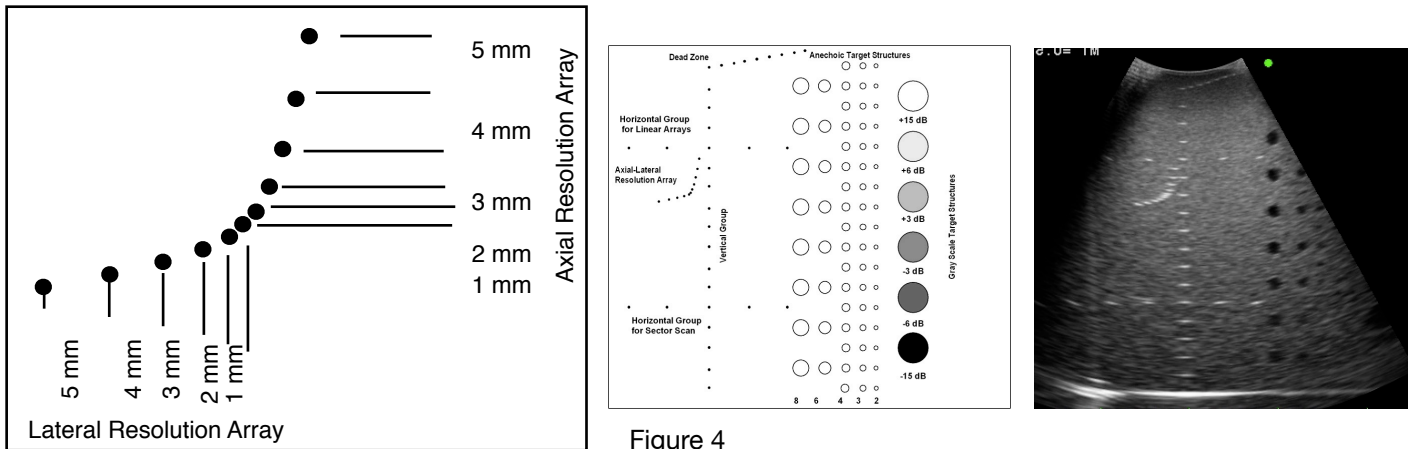 5 mm
4 mm
3 mm
2 mm
1 mm
Axial Resolution Array
5 mm
4 mm
3 mm
2 mm
1 mm
Lateral Resolution Array
Dead Zone
Anechoic Target Structures
Horizontal Group
for Linear Arrays
Axial-Lateral
Resolution Array
Vertical Group
Horizontal Group
for Sector Scan
+15 dB
+6 dB
+3 dB
-3 dB
-6 dB
-15 dB
Gray Scale Target Structures
8 6 4 3 2
Figure 4